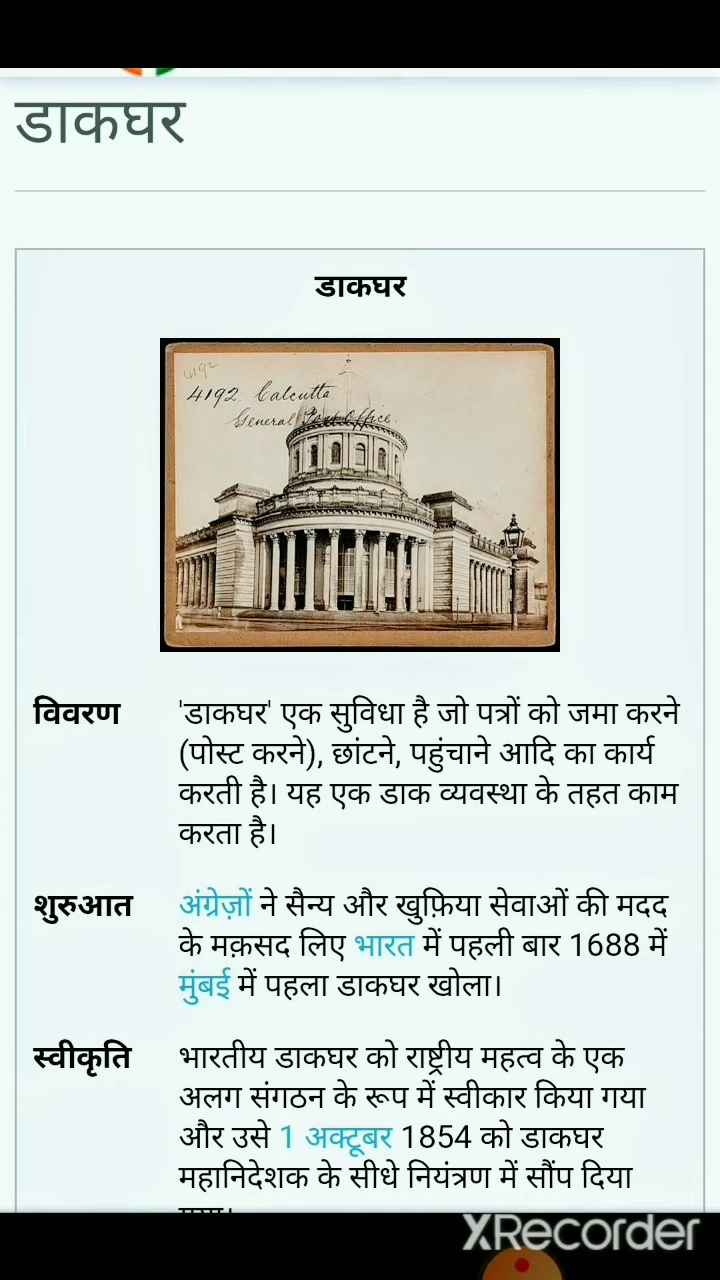 डाकघर
डाकघर
4192
4192. Calcutta
General Post Office.
विवरण
'डाकघर' एक सुविधा है जो पत्रों को जमा करने
(पोस्ट करने), छांटने, पहुंचाने आदि का कार्य
करती है। यह एक डाक व्यवस्था के तहत काम
करता है।
शुरुआत
अंग्रेज़ों ने सैन्य और खुफ़िया सेवाओं की मदद
के मक़सद लिए भारत में पहली बार 1688 में
मुंबई में पहला डाकघर खोला।
स्वीकृति
भारतीय डाकघर को राष्ट्रीय महत्व के एक
अलग संगठन के रूप में स्वीकार किया गया
और उसे 1 अक्टूबर 1854 को डाकघर
महानिदेशक के सीधे नियंत्रण में सौंप दिया
XRecorder